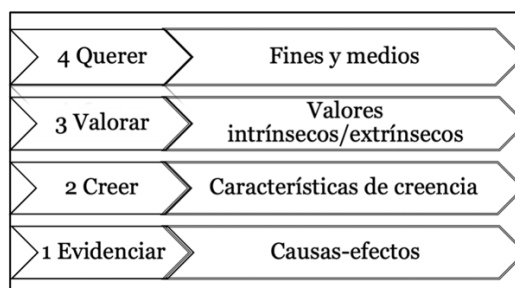 4 Querer
Fines y medios
3 Valorar
Valores
intrínsecos/extrínsecos
2 Creer
Características de creencia
1 Evidenciar
Causas-efectos